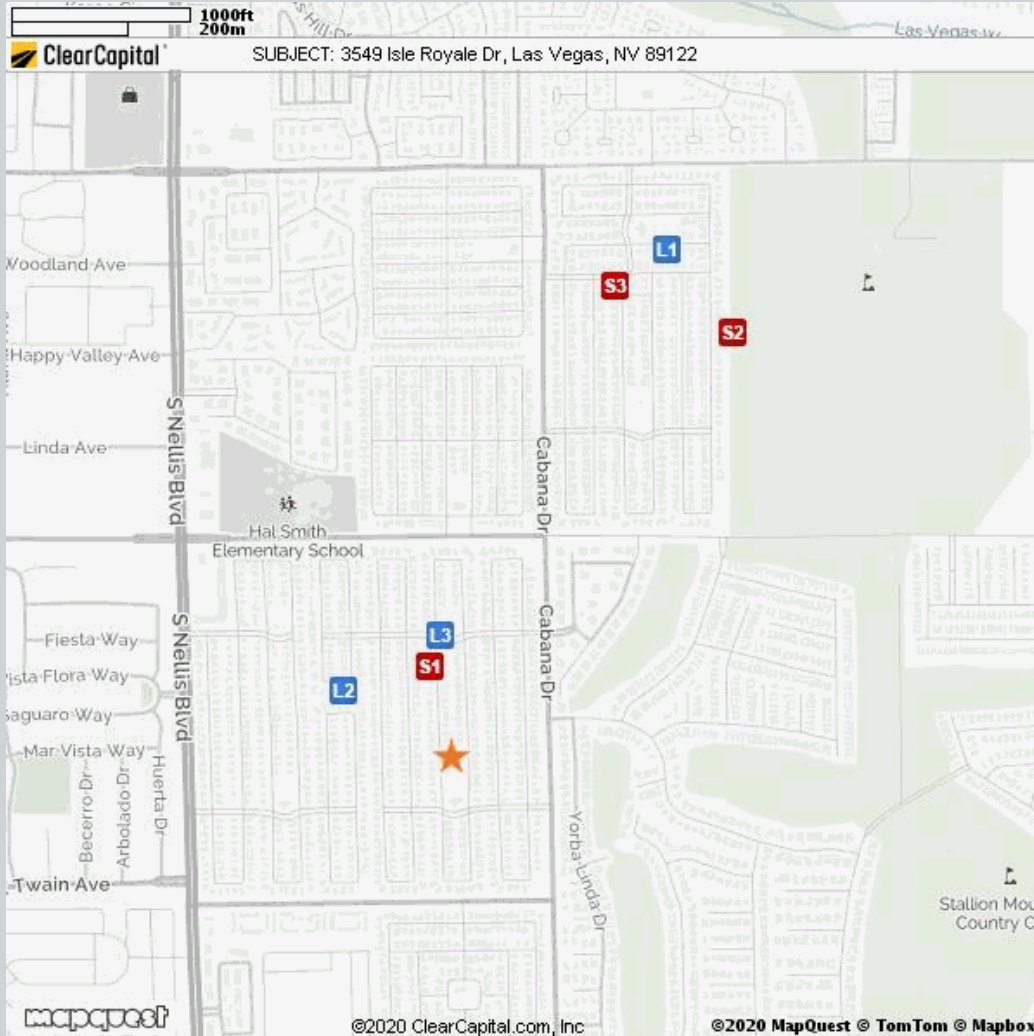 1000ft
200m
Las Vegas W
ClearCapital
SUBJECT: 3549 Isle Royale Dr, Las Vegas, NV 89122
Woodland Ave
L1
S3
S2
Happy Valley Ave
S Nellis Blvd
Linda Ave
Cabana Dr
Hal Smith
Elementary School
Fiesta Way
S Nellis Blvd
Cabana Dr
L3
S1
ista Flora Way
L2
Saguaro Way
Mar Vista Way
Becerro Dr
Arbolado Dr
Huerta Dr
Yorba Linda Dr
Twain Ave
Stallion Mou
Country C
mapquest
©2020 ClearCapital.com, Inc
©2020 MapQuest © TomTom © Mapbox